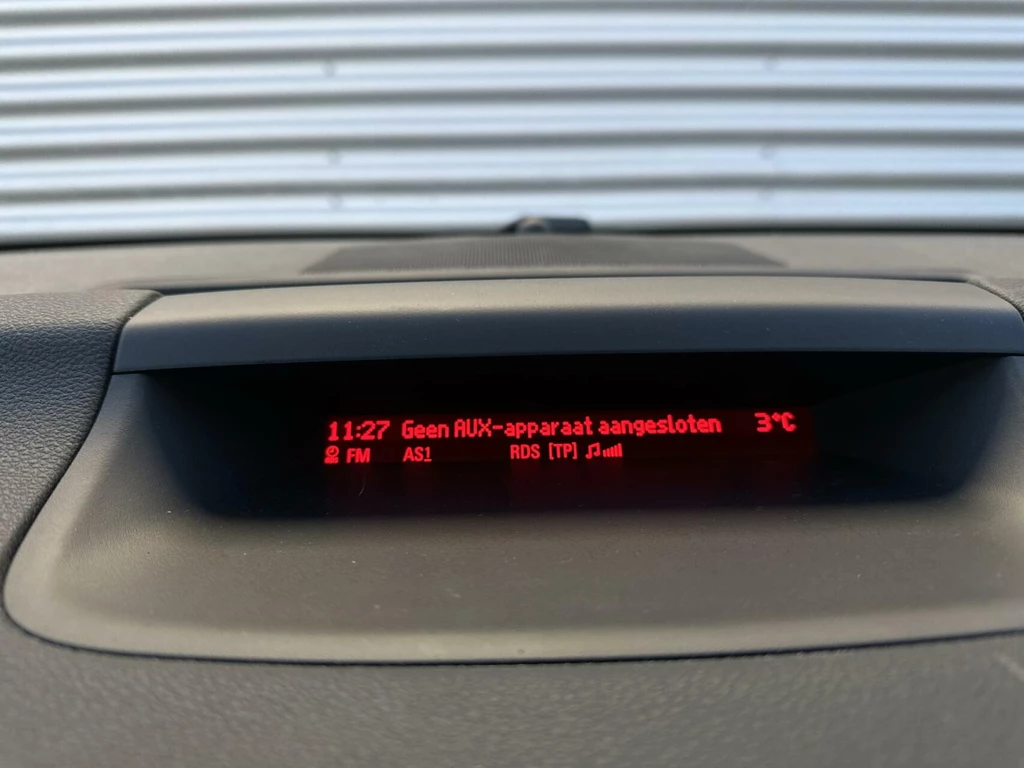 11:27 Geen AUX-apparaat aangesloten 3°C
FM AS1 RDS [TP]